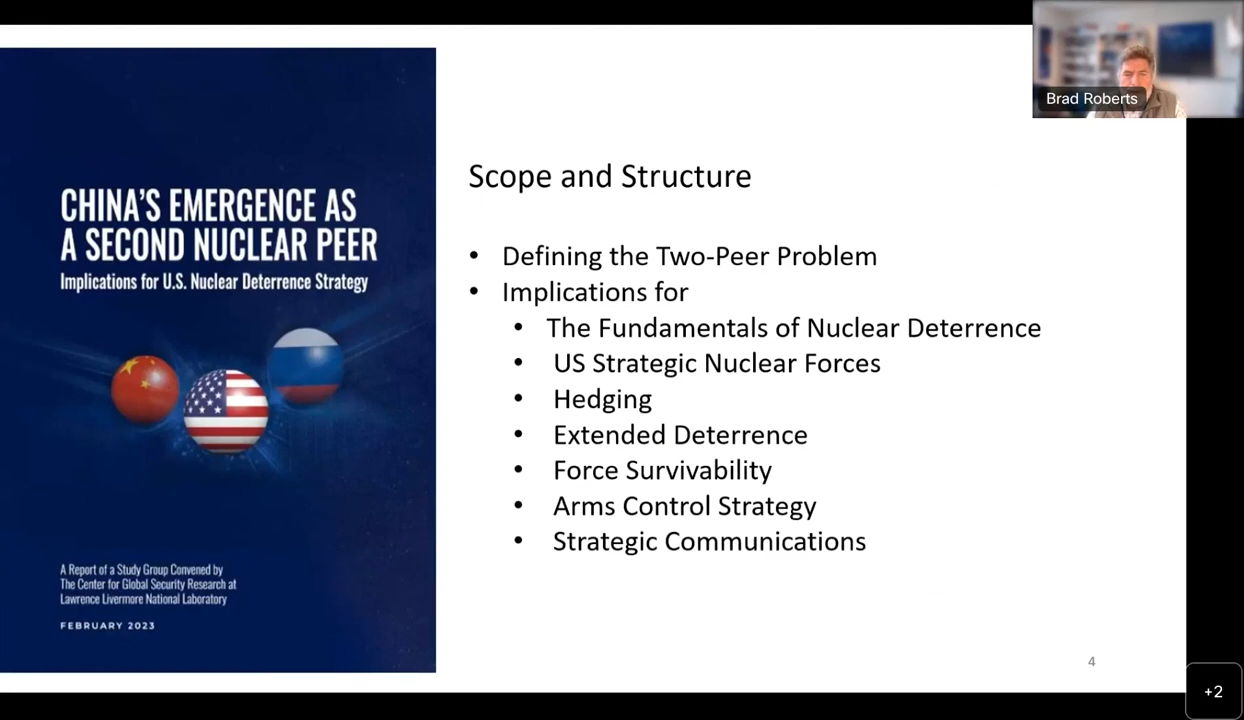 Brad Roberts
CHINA'S EMERGENCE AS
A SECOND NUCLEAR PEER
Implications for U.S. Nuclear Deterrence Strategy
A Report of a Study Group Convened by
The Center for Global Security Research at
Lawrence Livermore National Laboratory
FEBRUARY 2023
Scope and Structure
• Defining the Two-Peer Problem
• Implications for
• The Fundamentals of Nuclear Deterrence
• US Strategic Nuclear Forces
• Hedging
• Extended Deterrence
• Force Survivability
• Arms Control Strategy
• Strategic Communications
4
+2